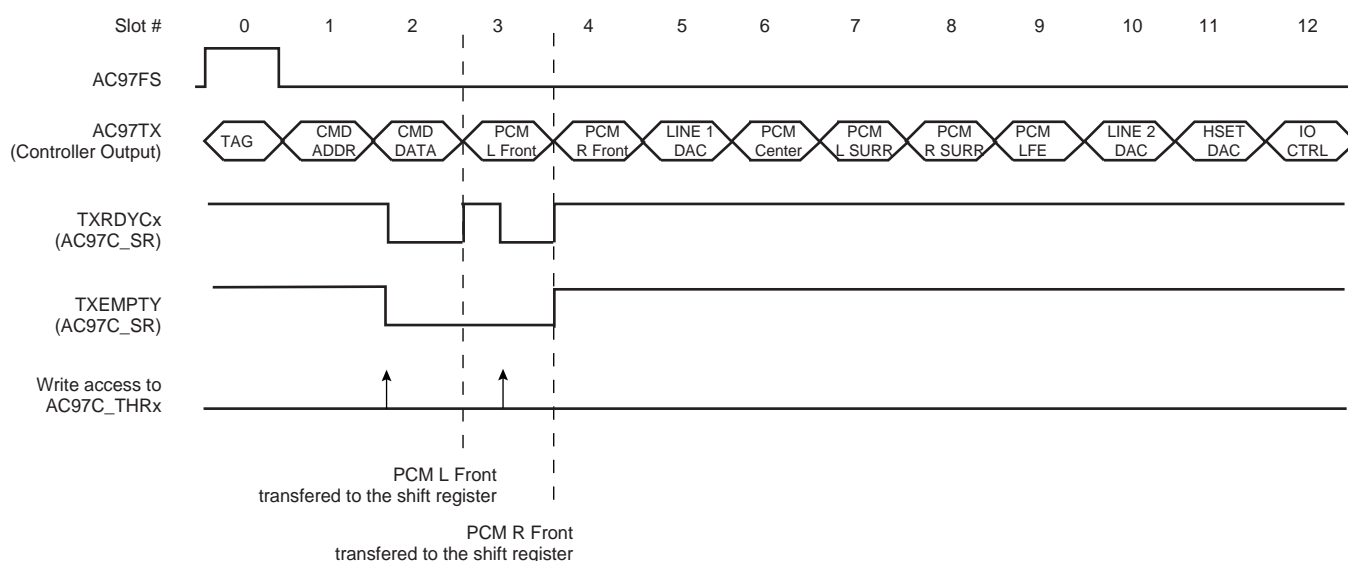 Slot # 0 1 2 3 4 5 6 7 8 9 10 11 12
AC97FS
AC97TX
(Controller Output)
TAG
CMD
ADDR
CMD
DATA
PCM
L Front
PCM
R Front
LINE 1
DAC
PCM
Center
PCM
L SURR
PCM
R SURR
PCM
LFE
LINE 2
DAC
HSET
DAC
IO
CTRL
TXRDYCx
(AC97C_SR)
TXEMPTY
(AC97C_SR)
Write access to
AC97C_THRx
PCM L Front
transfered to the shift register
PCM R Front
transfered to the shift register